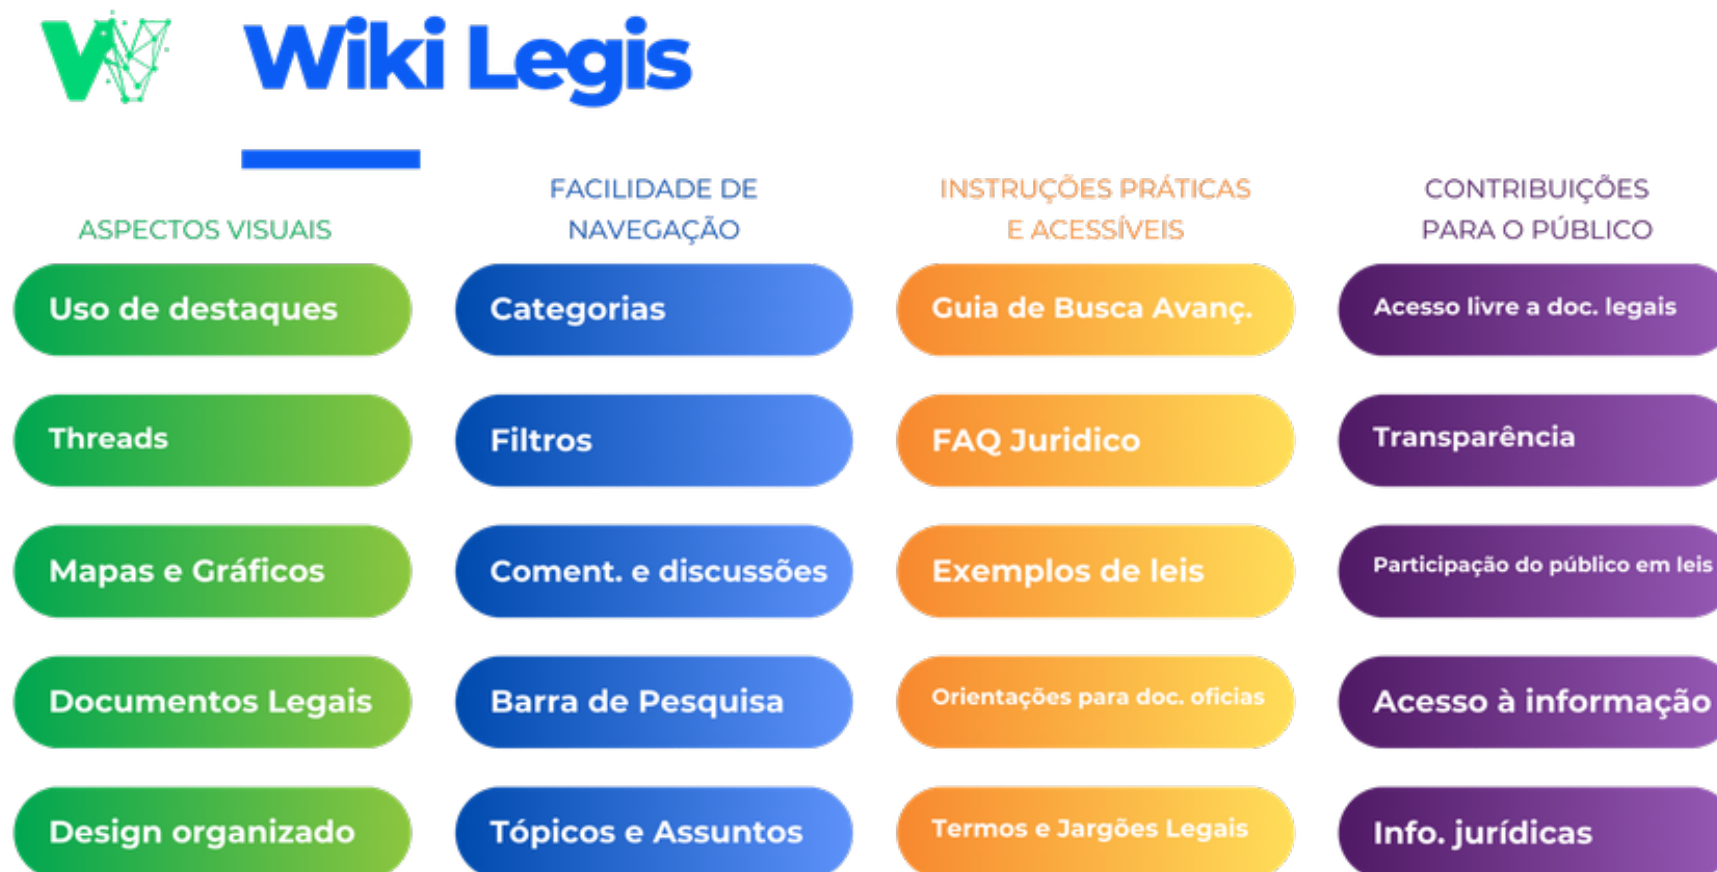 Wiki Legis
ASPECTOS VISUAIS
Uso de destaques
Threads
Mapas e Gráficos
Documentos Legais
Design organizado
FACILIDADE DE
NAVEGAÇÃO
Categorias
Filtros
Coment. e discussões
Barra de Pesquisa
Tópicos e Assuntos
INSTRUÇÕES PRÁTICAS
E ACESSÍVEIS
Guia de Busca Avanç.
FAQ Juridico
Exemplos de leis
Orientações para doc. oficias
Termos e Jargões Legais
CONTRIBUIÇÕES
PARA O PÚBLICO
Acesso livre a doc. legais
Transparência
Participação do público em leis
Acesso à informação
Info. jurídicas